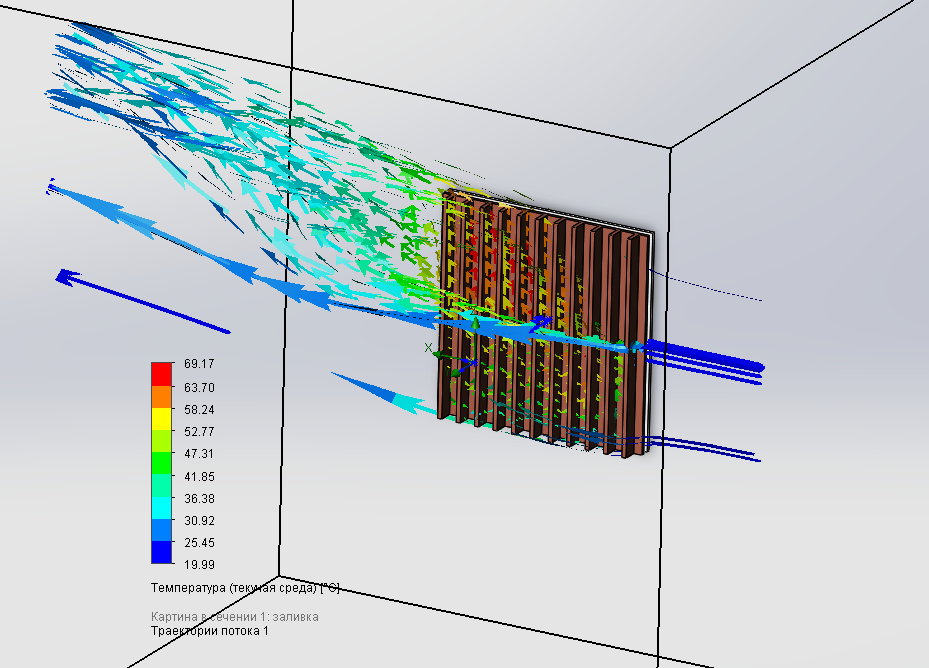 X
69.17
63.70
58.24
52.77
47.31
41.85
36.38
30.92
25.45
19.99
Температура (текучая среда) [°C]
Картина в сечении 1: заливка
Траектории потока 1